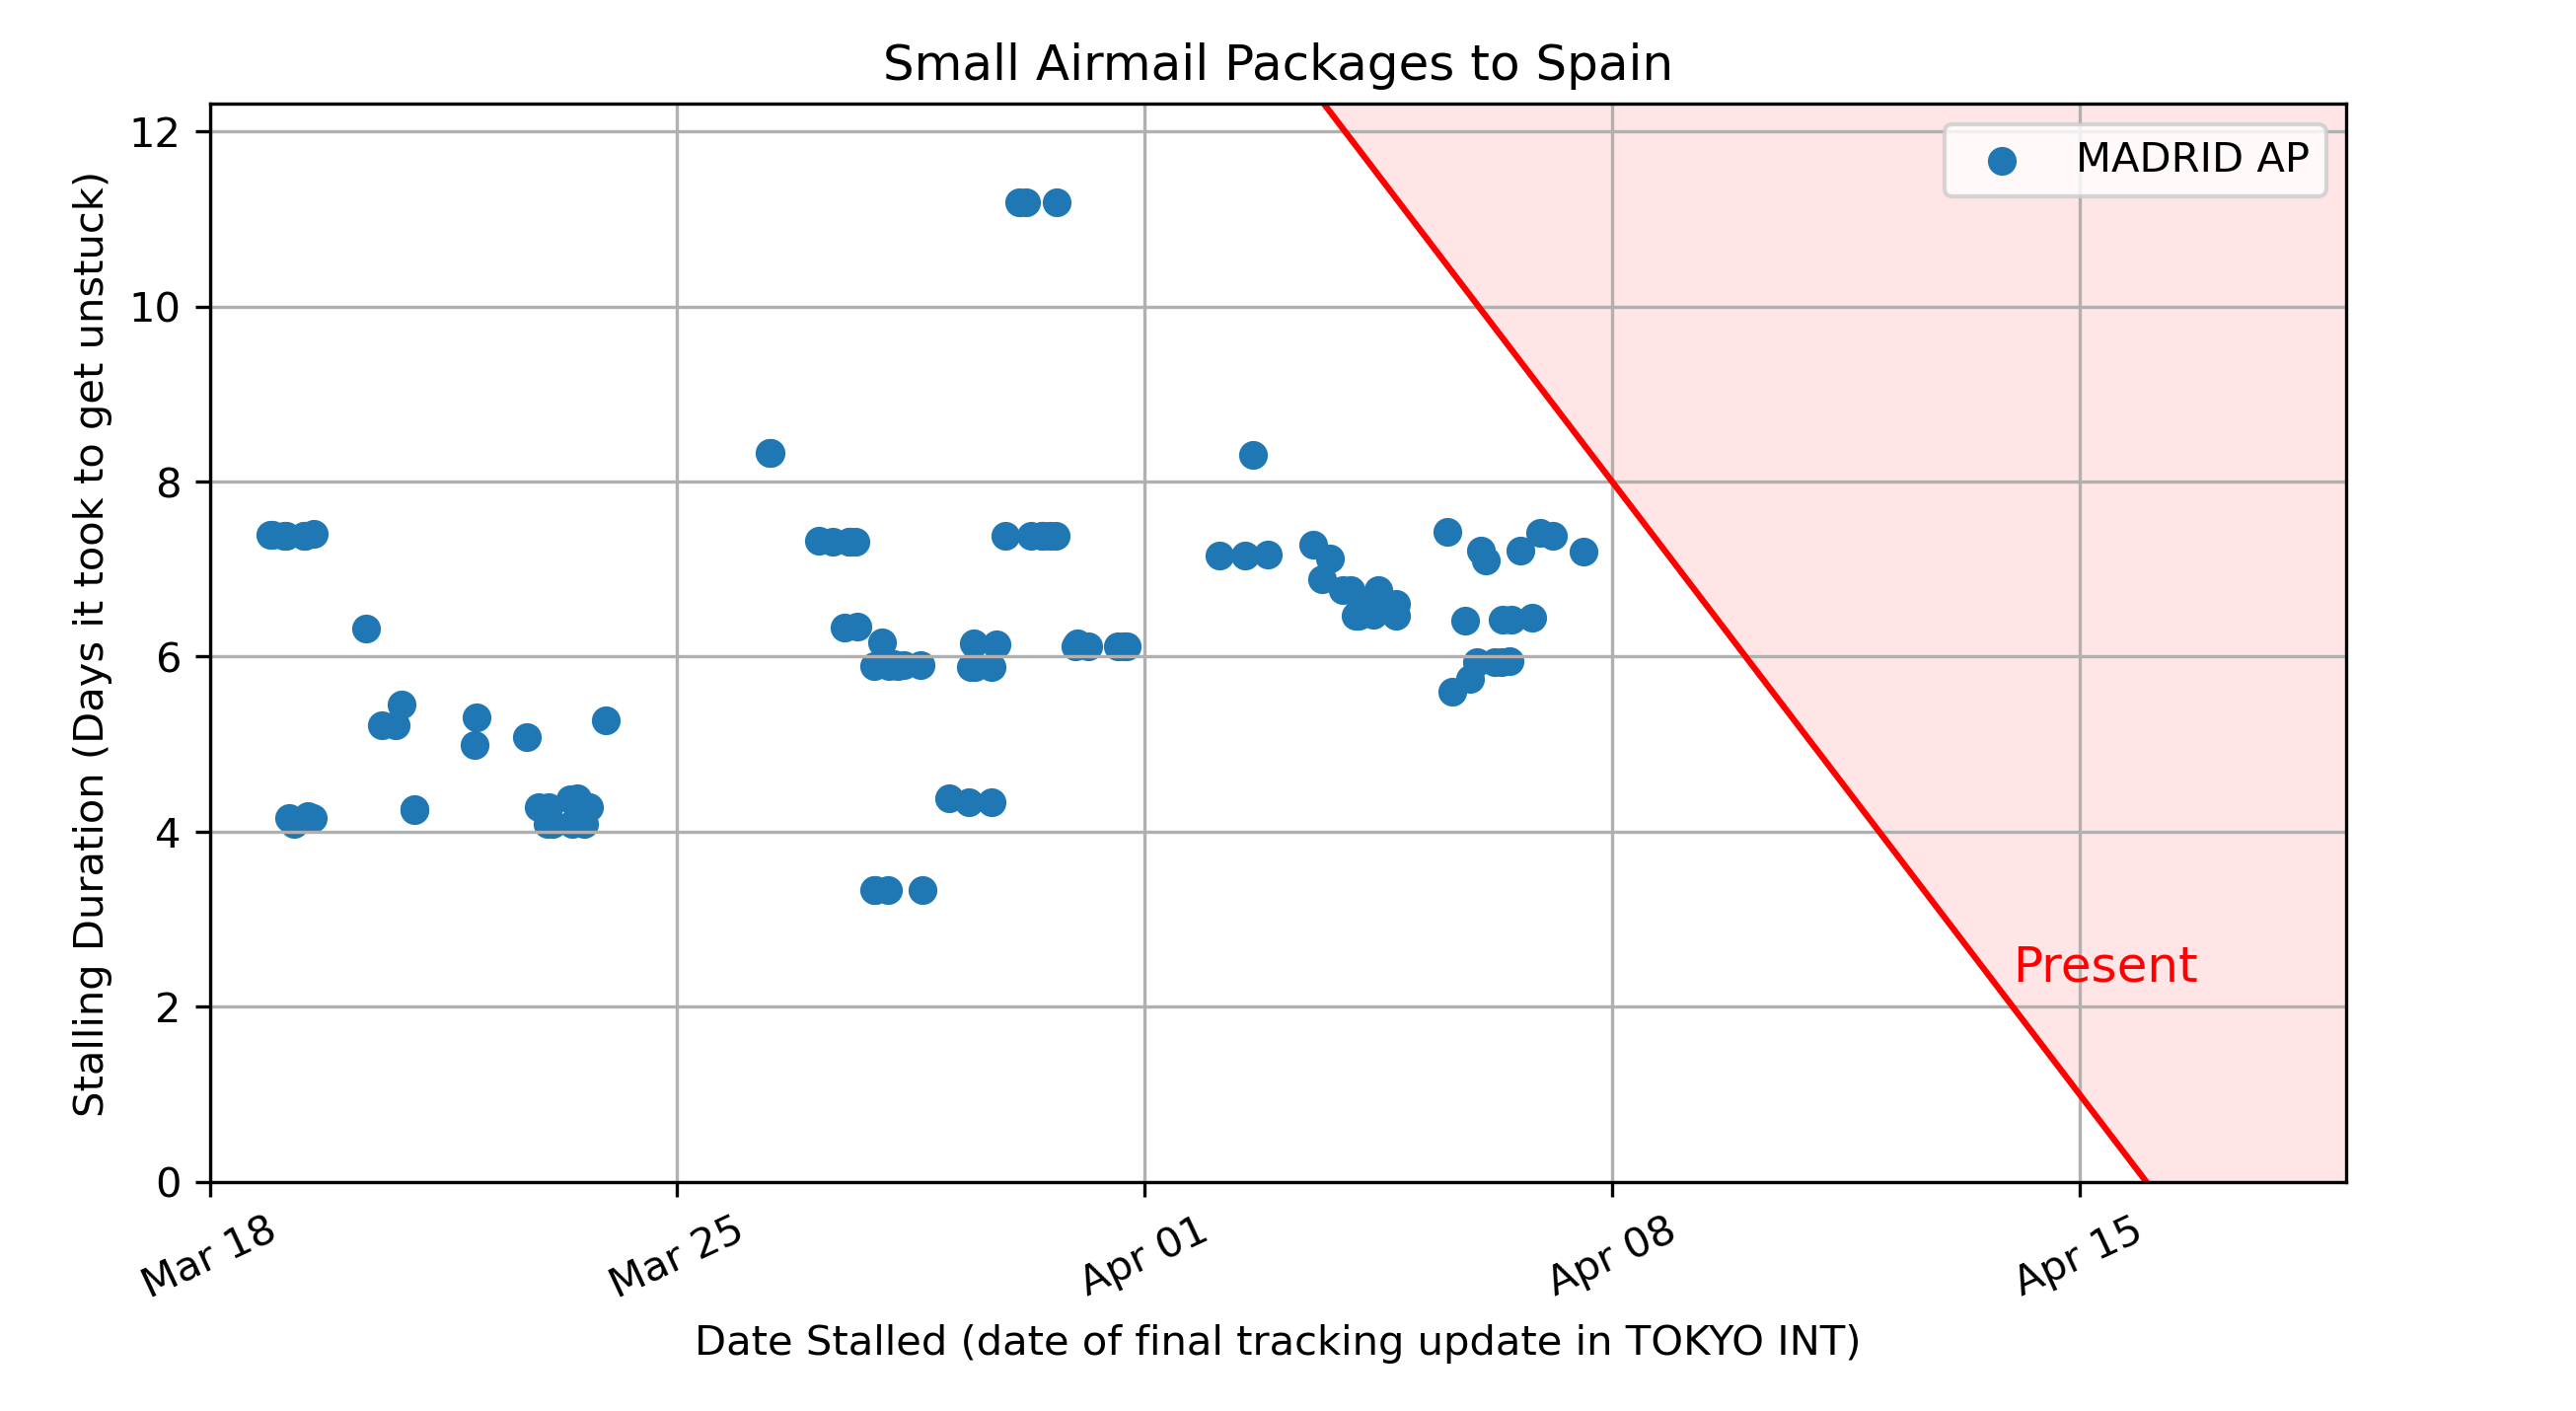 Small Airmail Packages to Spain
12
10
8
6
4
2
0
Stalling Duration (Days it took to get unstuck)
MADRID AP
Present
Mar 18
Mar 25
Apr 01
Apr 08
Apr 15
Date Stalled (date of final tracking update in TOKYO INT)